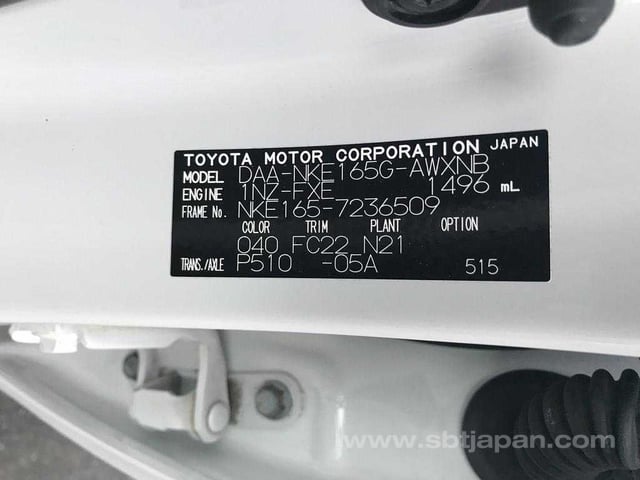 TOYOTA MOTOR CORPORATION JAPAN
MODEL DAA-NKE165G-AWXNB
ENGINE 1NZ-FXE 1496 mL
FRAME No. NKE165-7236509
COLOR TRIM PLANT OPTION
040 FC22 N21
TRANS./AXLE P510 -05A 515
www.sbtjapan.com